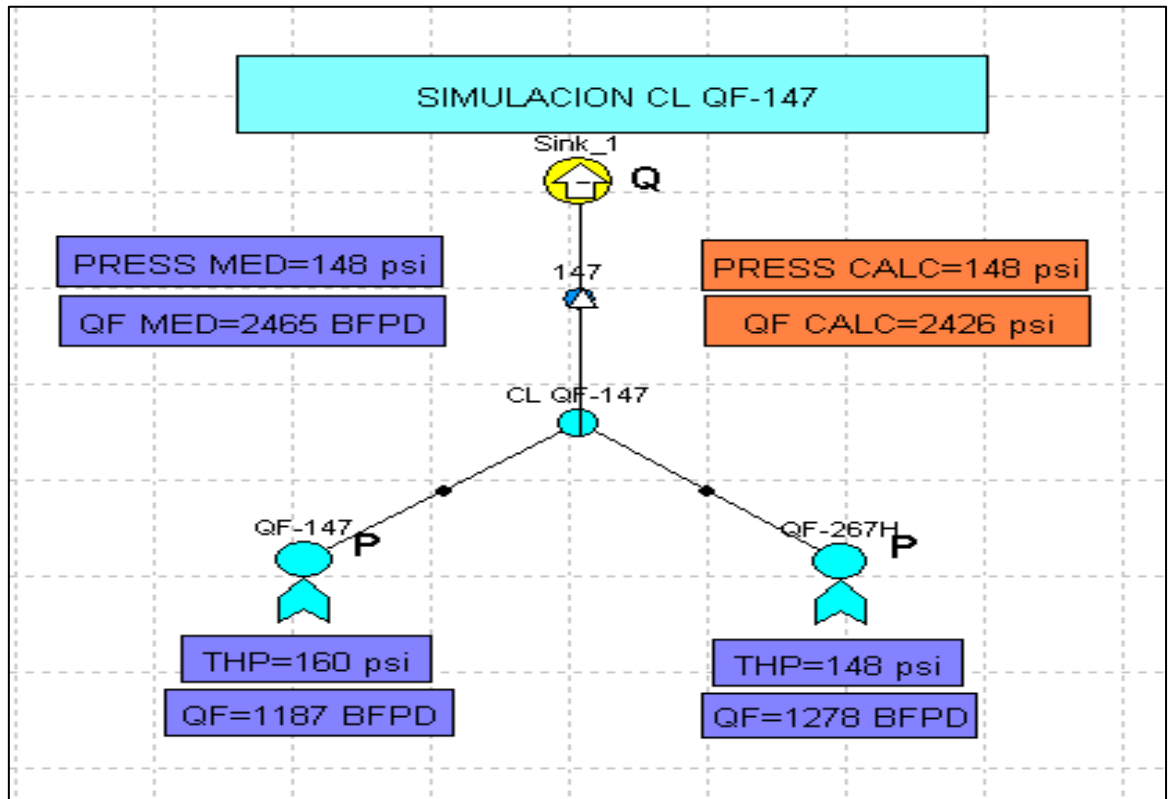 SIMULACION CL QF-147
Sink_1
Q
PRESS MED=148 psi
147
PRESS CALC=148 psi
QF MED=2465 BFPD
QF CALC=2426 psi
CL QF-147
QF-147
P
QF-267H
P
THP=160 psi
THP=148 psi
QF=1187 BFPD
QF=1278 BFPD